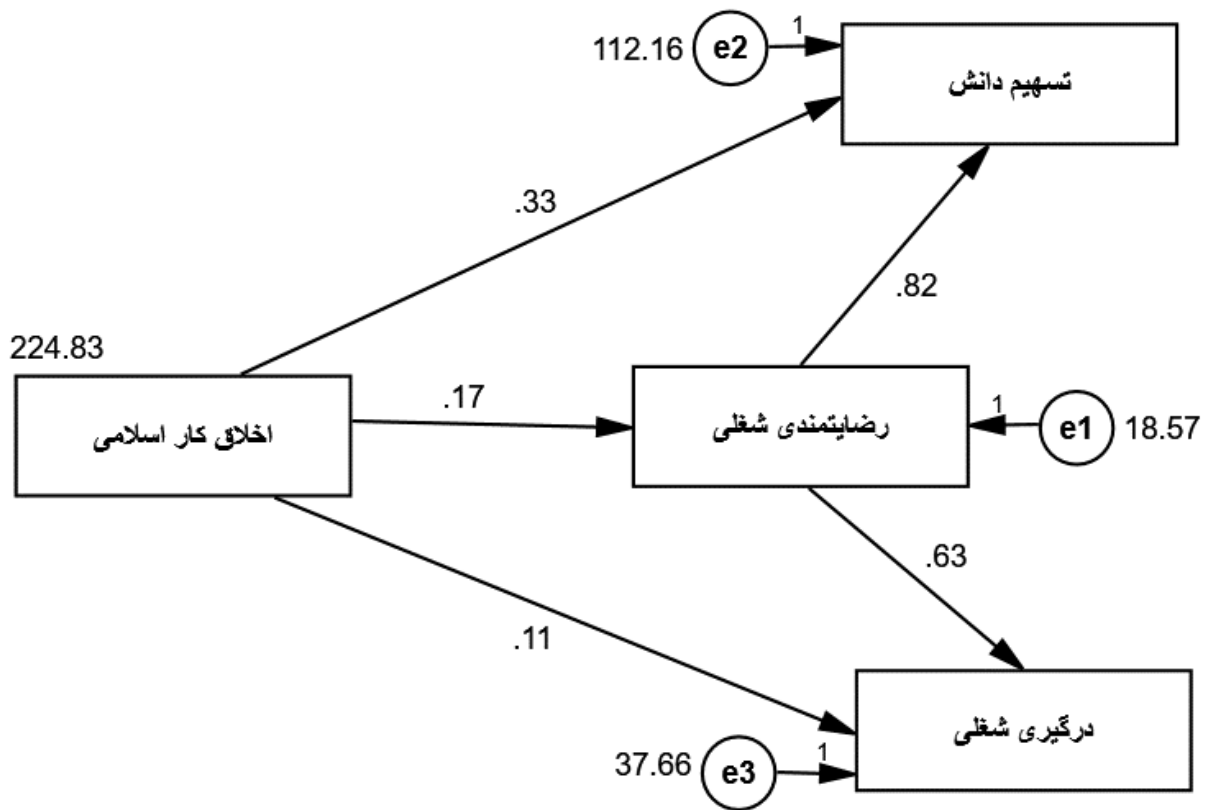 112.16
e2
1
تسهیم دانش
.33
.82
224.83
اخلاق کار اسلامی
.17
رضایتمندی شغلی
1
e1
18.57
.63
.11
درگیری شغلی
37.66
e3
1